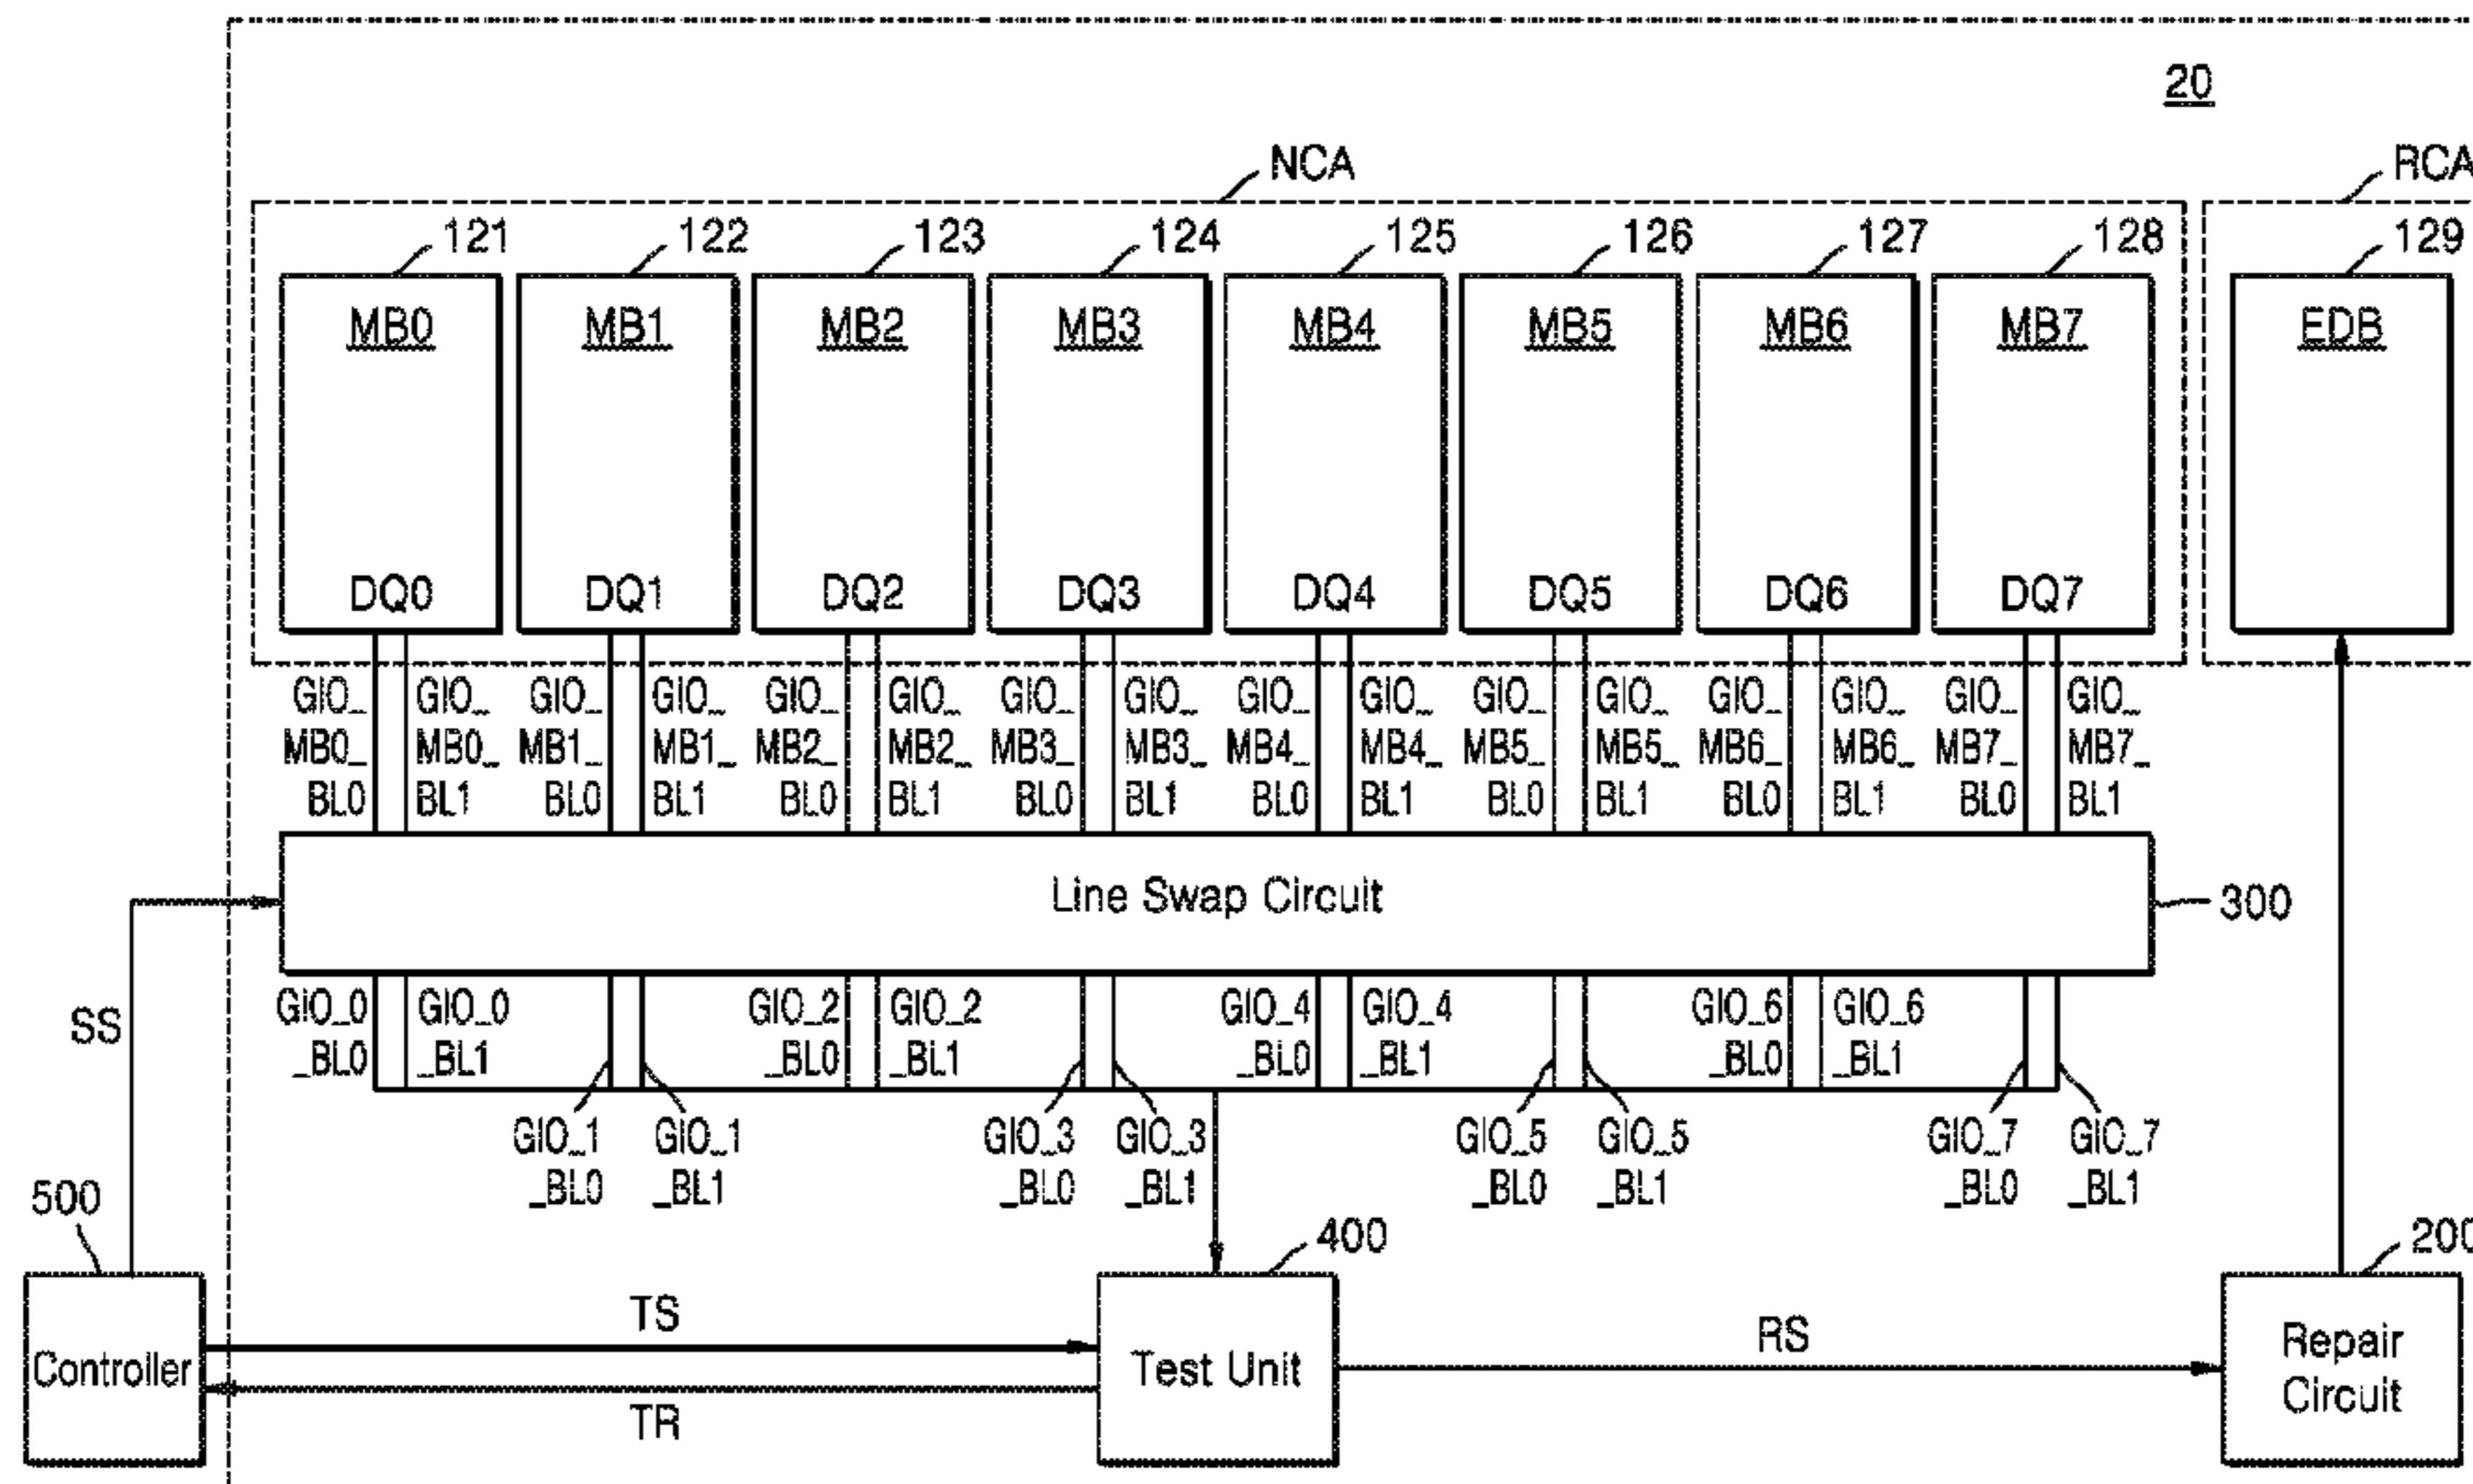 20
NCA
RCA
121 122 123 124 125 126 127 128 129
MB0 MB1 MB2 MB3 MB4 MB5 MB6 MB7 EDB
DQ0 DQ1 DQ2 DQ3 DQ4 DQ5 DQ6 DQ7
GIO_ GIO_ GIO_ GIO_ GIO_ GIO_ GIO_ GIO_ GIO_ GIO_ GIO_ GIO_ GIO_ GIO_ GIO_ GIO_
MB0_ MB0_ MB1_ MB1_ MB2_ MB2_ MB3_ MB3_ MB4_ MB4_ MB5_ MB5_ MB6_ MB6_ MB7_ MB7_
BL0 BL1 BL0 BL1 BL0 BL1 BL0 BL1 BL0 BL1 BL0 BL1 BL0 BL1 BL0 BL1
Line Swap Circuit
300
SS
GIO_0 GIO_0 GIO_2 GIO_2 GIO_4 GIO_4 GIO_6 GIO_6
_BL0 _BL1 _BL0 _BL1 _BL0 _BL1 _BL0 _BL1
GIO_1 GIO_1 GIO_3 GIO_3 GIO_5 GIO_5 GIO_7 GIO_7
_BL0 _BL1 _BL0 _BL1 _BL0 _BL1 _BL0 _BL1
500
400
200
Controller
TS
TR
Test Unit
RS
Repair
Circuit